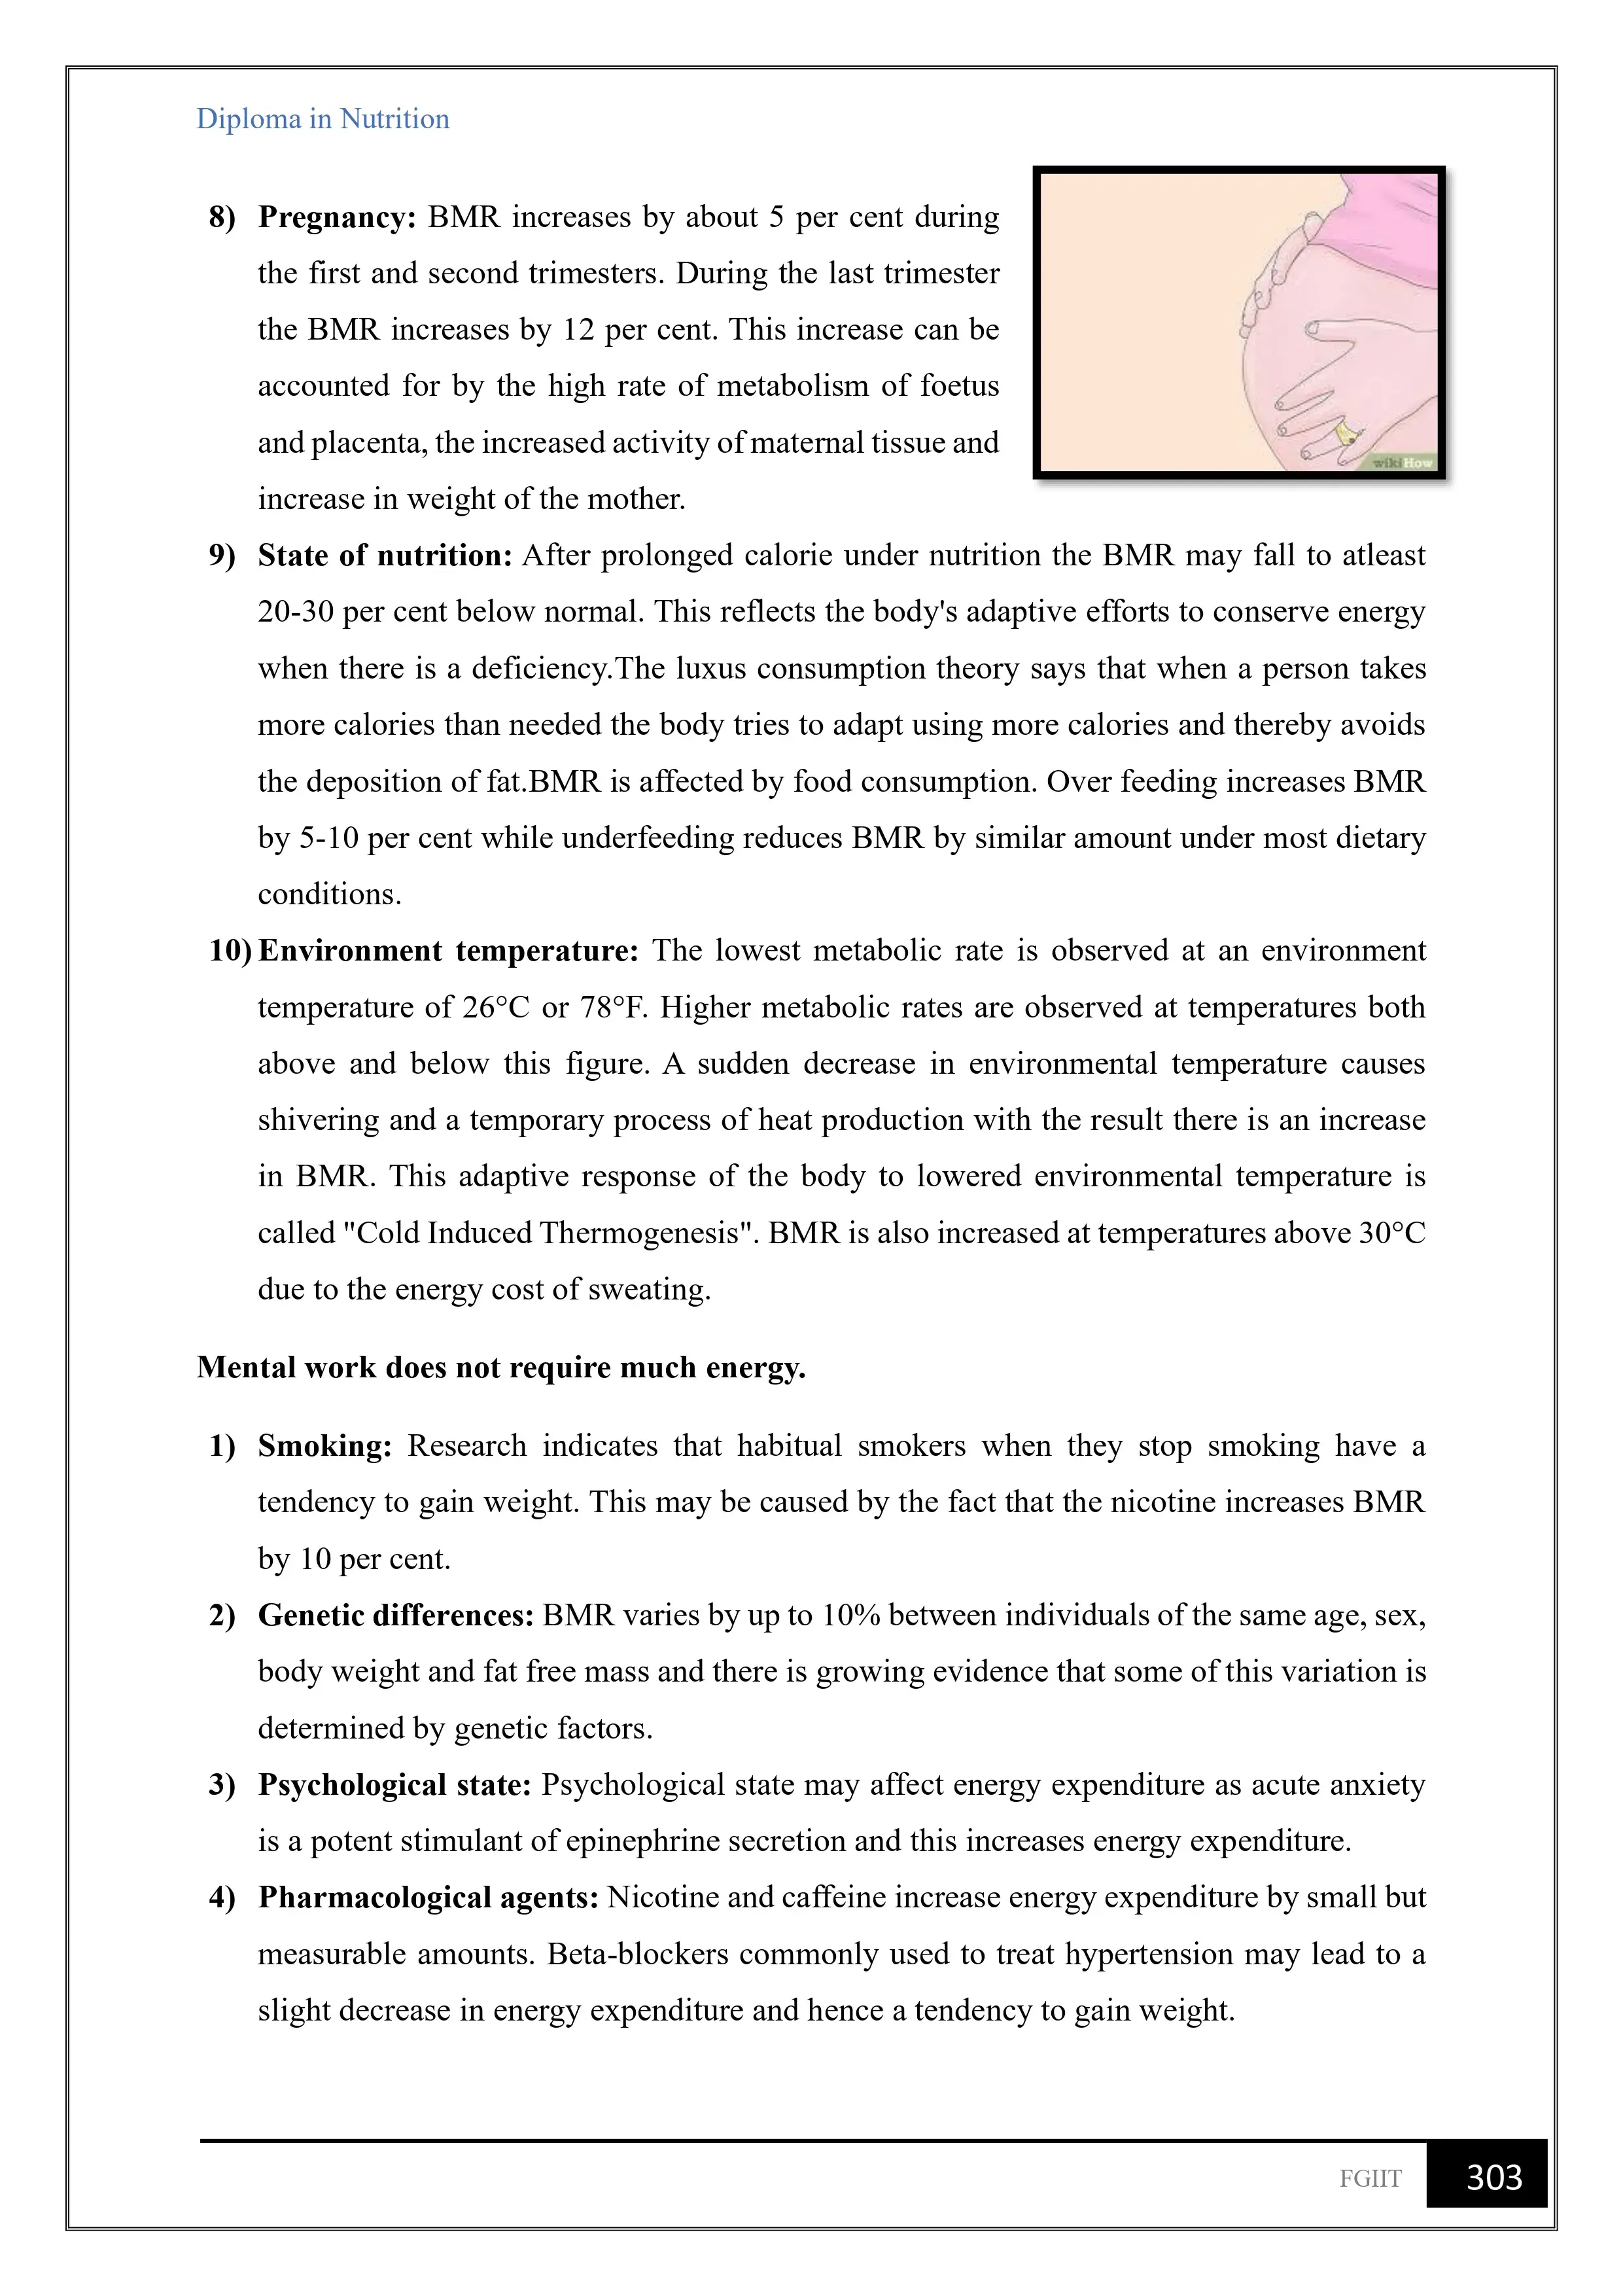 Diploma in Nutrition
8) Pregnancy: BMR increases by about 5 per cent during
the first and second trimesters. During the last trimester
the BMR increases by 12 per cent. This increase can be
accounted for by the high rate of metabolism of foetus
and placenta, the increased activity of maternal tissue and
increase in weight of the mother.
wikiHow
9) State of nutrition: After prolonged calorie under nutrition the BMR may fall to atleast
20-30 per cent below normal. This reflects the body's adaptive efforts to conserve energy
when there is a deficiency.The luxus consumption theory says that when a person takes
more calories than needed the body tries to adapt using more calories and thereby avoids
the deposition of fat.BMR is affected by food consumption. Over feeding increases BMR
by 5-10 per cent while underfeeding reduces BMR by similar amount under most dietary
conditions.
10) Environment temperature: The lowest metabolic rate is observed at an environment
temperature of 26°C or 78°F. Higher metabolic rates are observed at temperatures both
above and below this figure. A sudden decrease in environmental temperature causes
shivering and a temporary process of heat production with the result there is an increase
in BMR. This adaptive response of the body to lowered environmental temperature is
called "Cold Induced Thermogenesis". BMR is also increased at temperatures above 30°C
due to the energy cost of sweating.
Mental work does not require much energy.
1) Smoking: Research indicates that habitual smokers when they stop smoking have a
tendency to gain weight. This may be caused by the fact that the nicotine increases BMR
by 10 per cent.
2) Genetic differences: BMR varies by up to 10% between individuals of the same age, sex,
body weight and fat free mass and there is growing evidence that some of this variation is
determined by genetic factors.
3) Psychological state: Psychological state may affect energy expenditure as acute anxiety
is a potent stimulant of epinephrine secretion and this increases energy expenditure.
4) Pharmacological agents: Nicotine and caffeine increase energy expenditure by small but
measurable amounts. Beta-blockers commonly used to treat hypertension may lead to a
slight decrease in energy expenditure and hence a tendency to gain weight.
FGIIT 303